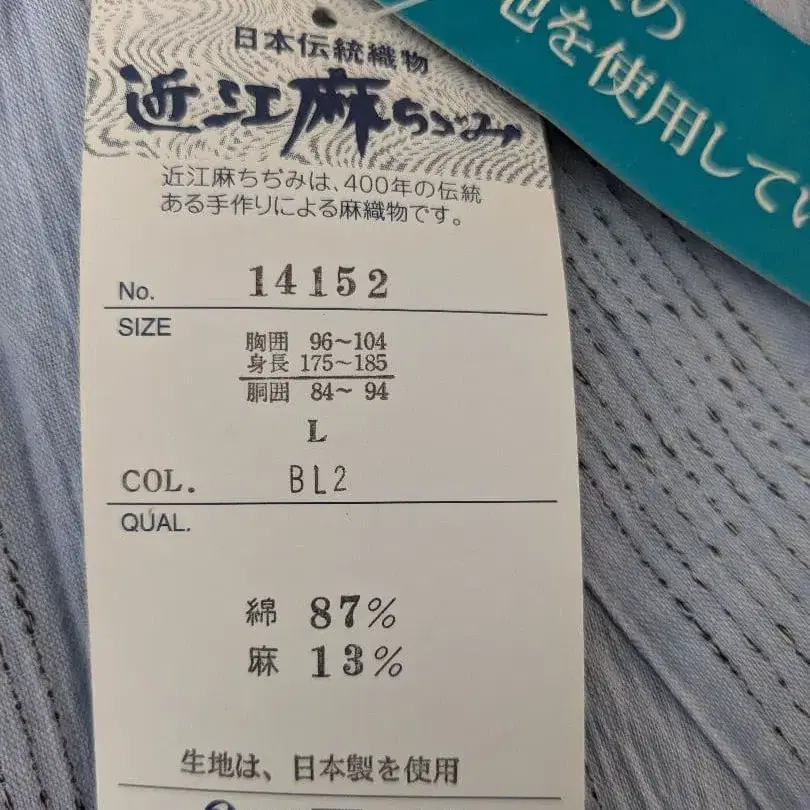 日本伝統織物
近江麻ちぢみ
近江麻ちぢみは、400年の伝統
ある手作りによる麻織物です。
No. 14152
SIZE
胸囲 96～104
身長 175～185
胴囲 84～ 94
L
COL. BL2
QUAL.
綿 87%
麻 13%
生地は、日本製を使用
の
地を使用してい